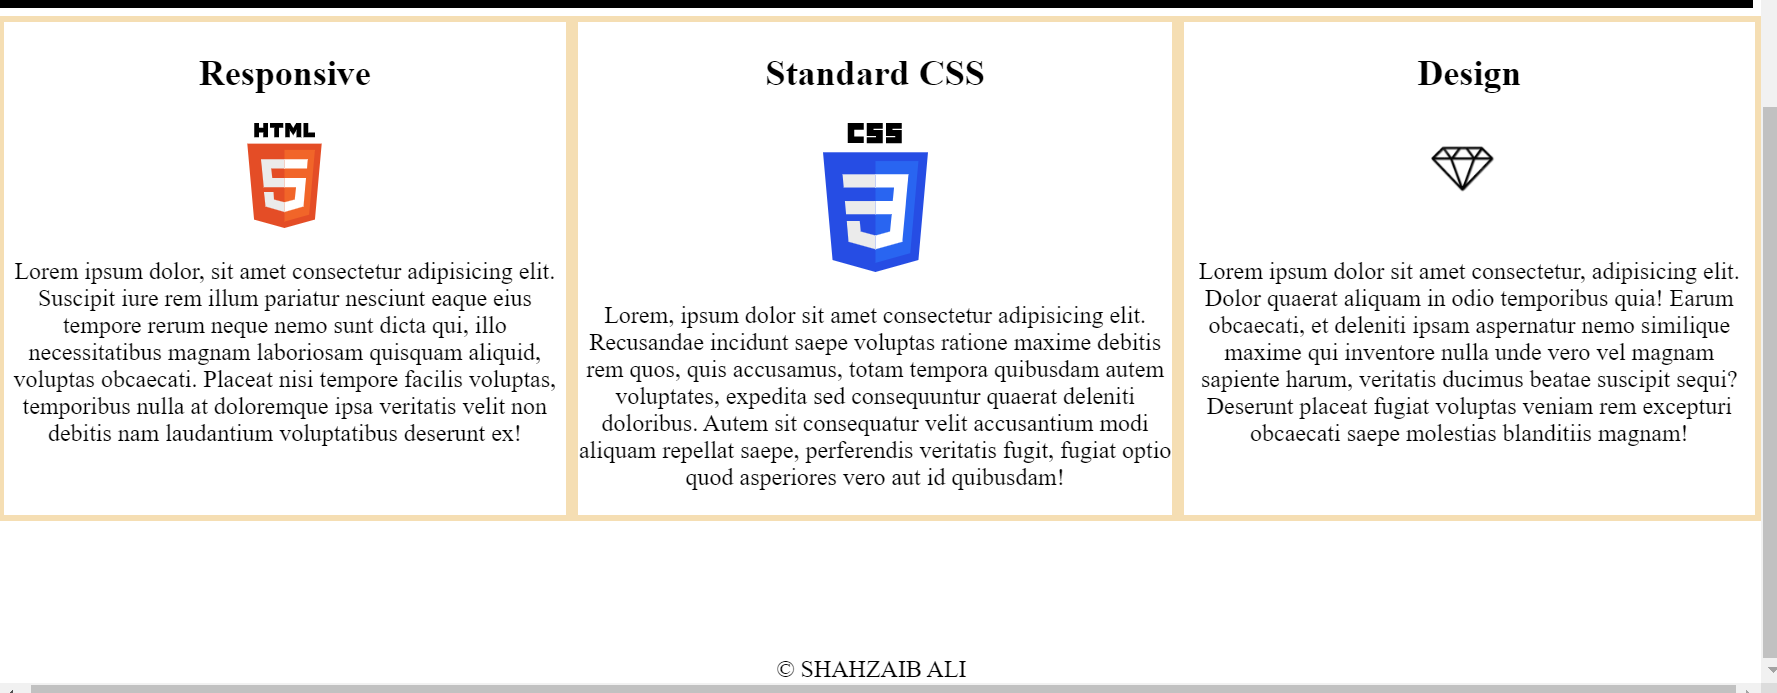 Responsive
HTML
5
Lorem ipsum dolor, sit amet consectetur adipisicing elit.
Suscipit iure rem illum pariatur nesciunt eaque eius
tempore rerum neque nemo sunt dicta qui, illo
necessitatibus magnam laboriosam quisquam aliquid,
voluptas obcaecati. Placeat nisi tempore facilis voluptas,
temporibus nulla at doloremque ipsa veritatis velit non
debitis nam laudantium voluptatibus deserunt ex!
Standard CSS
CSS
3
Lorem, ipsum dolor sit amet consectetur adipisicing elit.
Recusandae incidunt saepe voluptas ratione maxime debitis
rem quos, quis accusamus, totam tempora quibusdam autem
voluptates, expedita sed consequuntur quaerat deleniti
doloribus. Autem sit consequatur velit accusantium modi
aliquam repellat saepe, perferendis veritatis fugit, fugiat optio
quod asperiores vero aut id quibusdam!
Design
Lorem ipsum dolor sit amet consectetur, adipisicing elit.
Dolor quaerat aliquam in odio temporibus quia! Earum
obcaecati, et deleniti ipsam aspernatur nemo similique
maxime qui inventore nulla unde vero vel magnam
sapiente harum, veritatis ducimus beatae suscipit sequi?
Deserunt placeat fugiat voluptas veniam rem excepturi
obcaecati saepe molestias blanditiis magnam!
© SHAHZAIB ALI